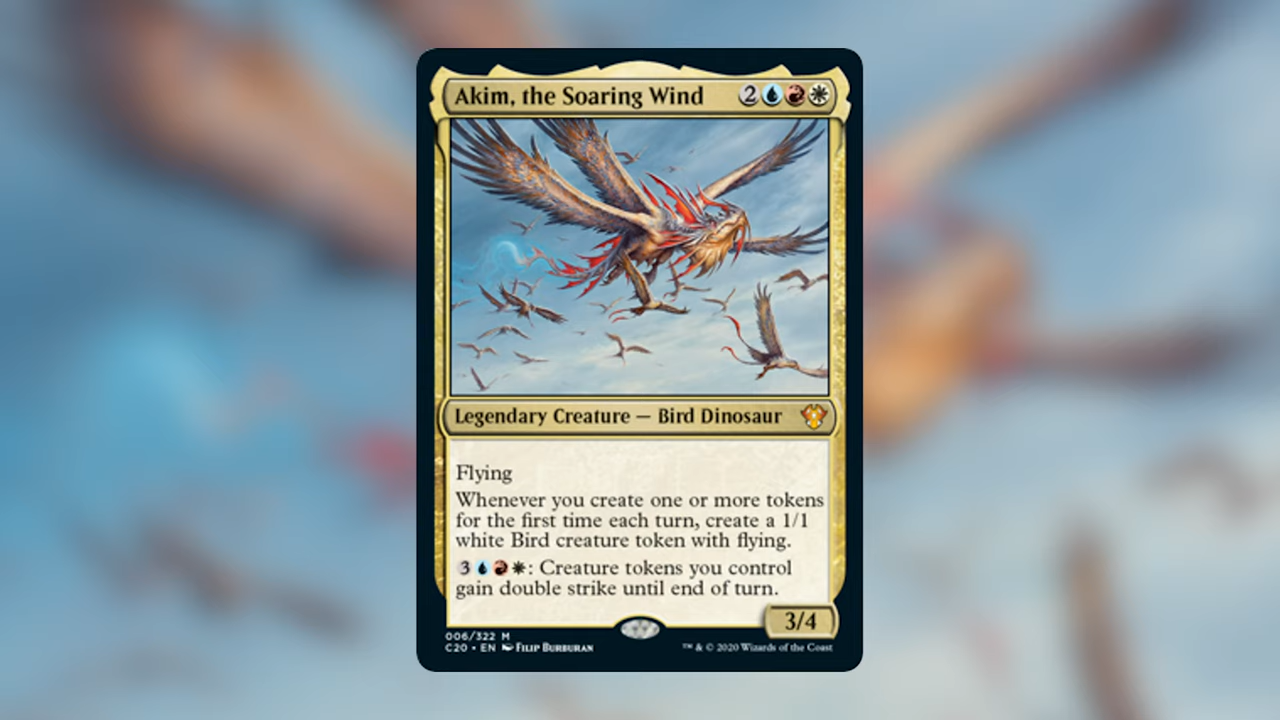 Akim, the Soaring Wind 2
Legendary Creature — Bird Dinosaur
Flying
Whenever you create one or more tokens
for the first time each turn, create a 1/1
white Bird creature token with flying.
3 : Creature tokens you control
gain double strike until end of turn.
3/4
006/322 M
C20 • EN Filip Burburan
™ & © 2020 Wizards of the Coast